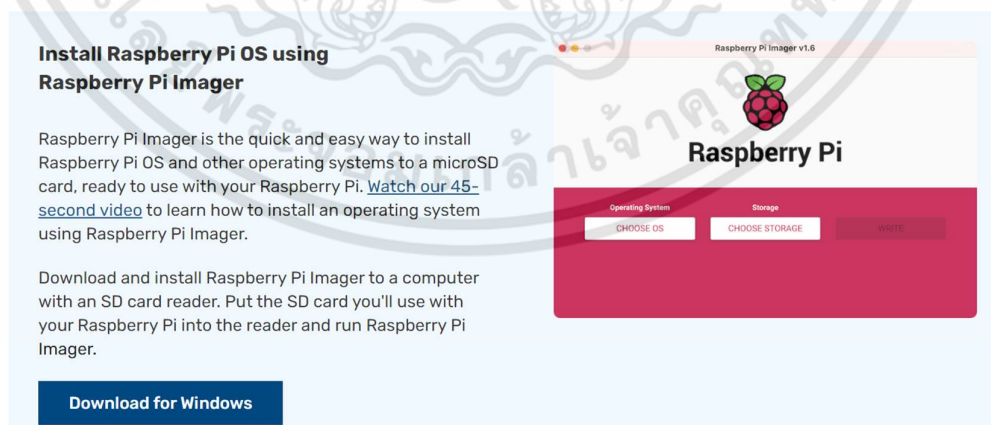 Install Raspberry Pi OS using
Raspberry Pi Imager
Raspberry Pi Imager is the quick and easy way to install
Raspberry Pi OS and other operating systems to a microSD
card, ready to use with your Raspberry Pi. Watch our 45-
second video to learn how to install an operating system
using Raspberry Pi Imager.
Download and install Raspberry Pi Imager to a computer
with an SD card reader. Put the SD card you'll use with
your Raspberry Pi into the reader and run Raspberry Pi
Imager.
Download for Windows
Raspberry Pi Imager v1.6
Raspberry Pi
Operating System
Storage
CHOOSE OS
CHOOSE STORAGE
WRITE